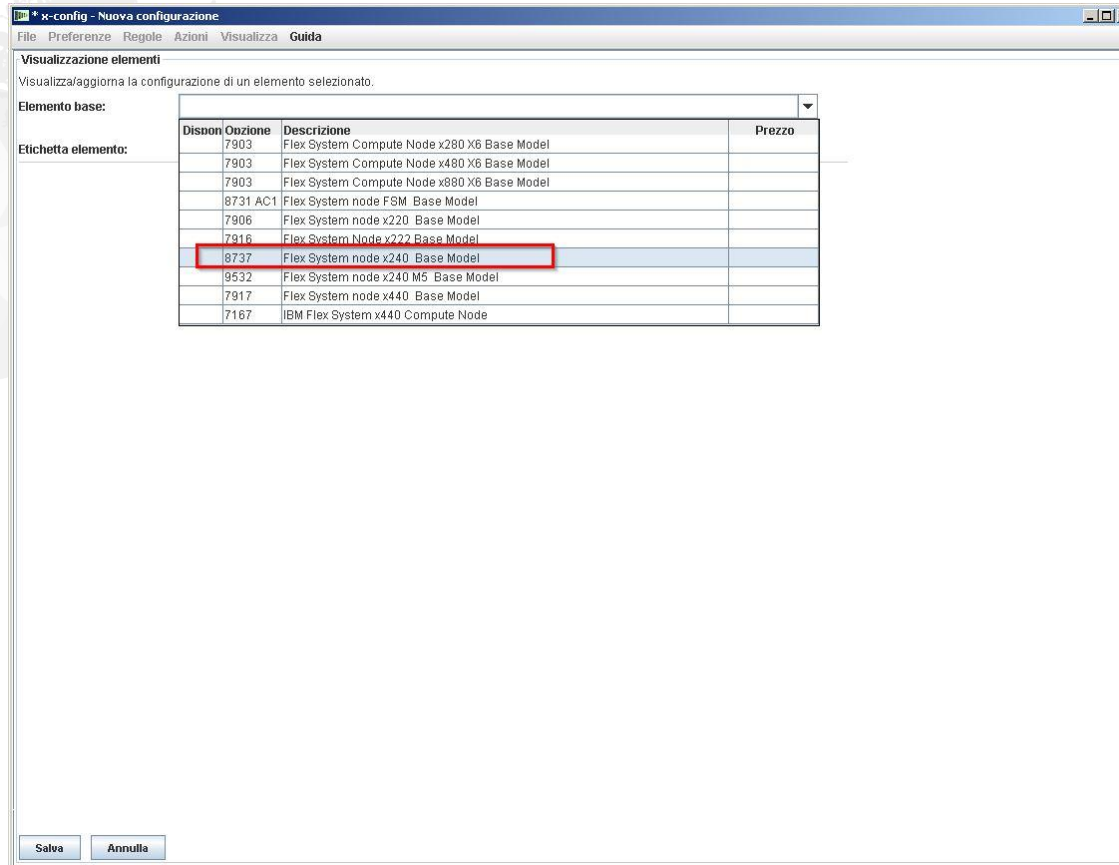 * x-config - Nuova configurazione
File Preferenze Regole Azioni Visualizza Guida
Visualizzazione elementi
Visualizza/aggiorna la configurazione di un elemento selezionato.
Elemento base:
Dispon Opzione Descrizione Prezzo
7903 Flex System Compute Node x280 X6 Base Model
Etichetta elemento:
7903 Flex System Compute Node x480 X6 Base Model
7903 Flex System Compute Node x880 X6 Base Model
8731 AC1 Flex System node FSM Base Model
7906 Flex System node x220 Base Model
7916 Flex System Node x222 Base Model
8737 Flex System node x240 Base Model
9532 Flex System node x240 M5 Base Model
7917 Flex System node x440 Base Model
7167 IBM Flex System x440 Compute Node
Salva Annulla